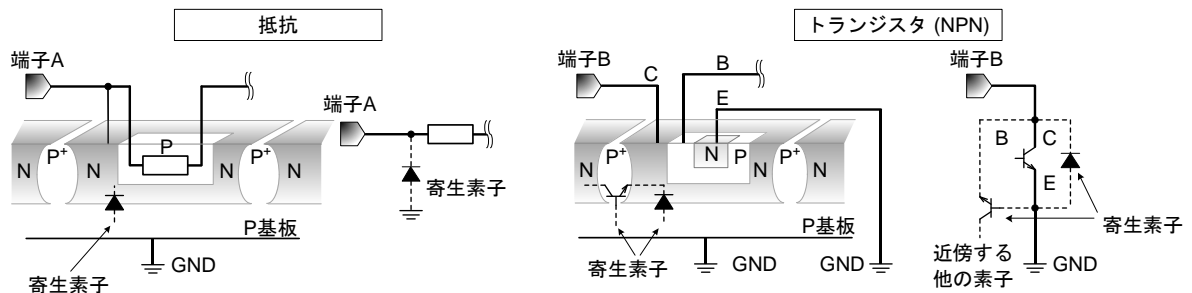 抵抗
端子A
N
P+
N
P
N
P+
N
P基板
GND
寄生素子
端子A
寄生素子
トランジスタ (NPN)
端子B
C
B
E
N
P+
N
N
P
N
P+
N
P基板
寄生素子
GND
GND
端子B
B
C
E
寄生素子
近傍する
他の素子
GND